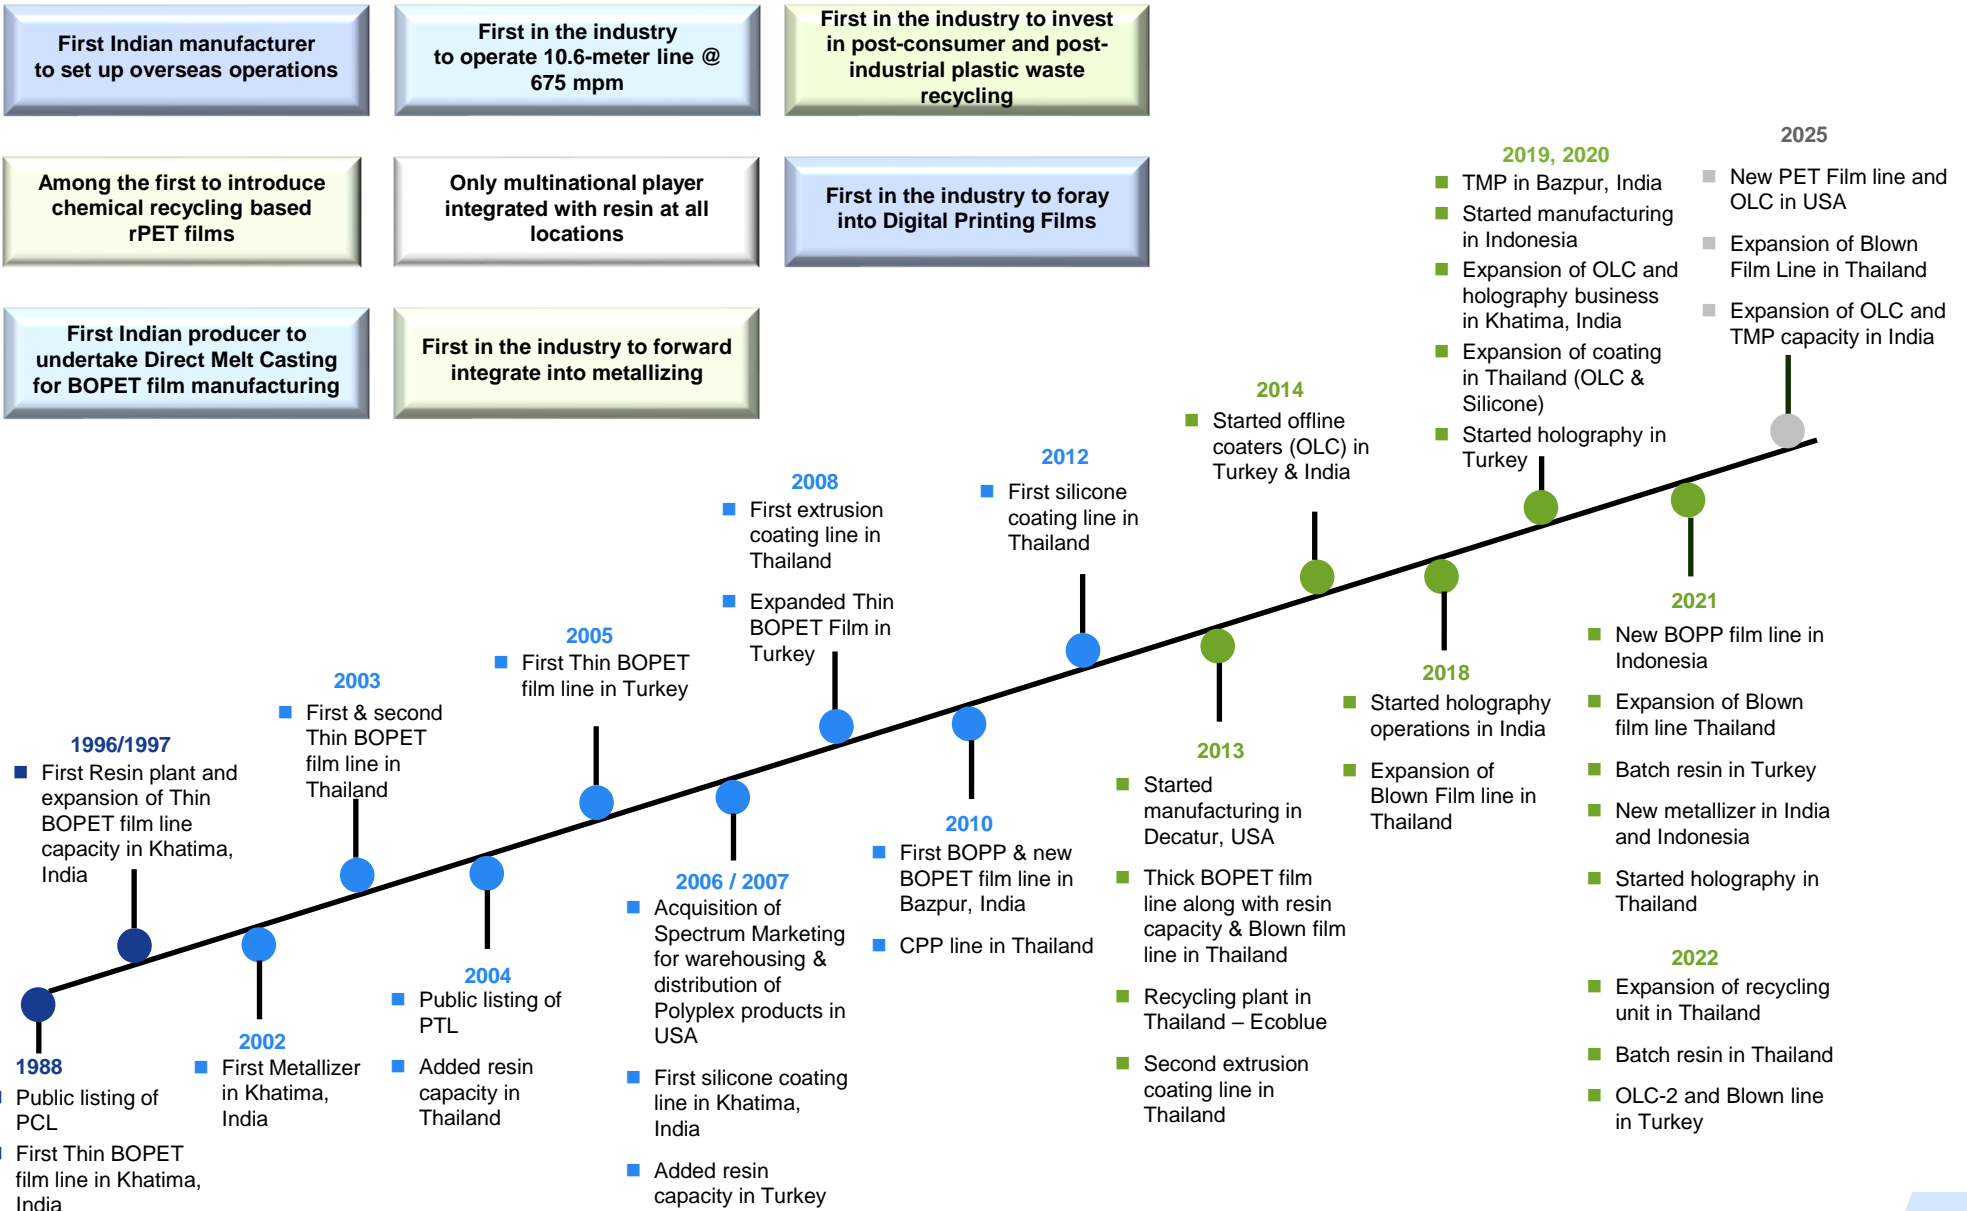 First Indian manufacturer
to set up overseas operations
First in the industry
to operate 10.6-meter line @
675 mpm
First in the industry to invest
in post-consumer and post-
industrial plastic waste
recycling
Among the first to introduce
chemical recycling based
rPET films
Only multinational player
integrated with resin at all
locations
First in the industry to foray
into Digital Printing Films
First Indian producer to
undertake Direct Melt Casting
for BOPET film manufacturing
First in the industry to forward
integrate into metallizing
1988
Public listing of
PCL
First Thin BOPET
film line in Khatima,
India
1996/1997
First Resin plant and
expansion of Thin
BOPET film line
capacity in Khatima,
India
2002
First Metallizer
in Khatima,
India
2003
First & second
Thin BOPET
film line in
Thailand
2004
Public listing of
PTL
Added resin
capacity in
Thailand
2005
First Thin BOPET
film line in Turkey
2006 / 2007
Acquisition of
Spectrum Marketing
for warehousing &
distribution of
Polyplex products in
USA
First silicone coating
line in Khatima,
India
Added resin
capacity in Turkey
2008
First extrusion
coating line in
Thailand
Expanded Thin
BOPET Film in
Turkey
2010
First BOPP & new
BOPET film line in
Bazpur, India
CPP line in Thailand
2012
First silicone
coating line in
Thailand
2013
Started
manufacturing in
Decatur, USA
Thick BOPET film
line along with resin
capacity & Blown film
line in Thailand
Recycling plant in
Thailand – Ecoblue
Second extrusion
coating line in
Thailand
2014
Started offline
coaters (OLC) in
Turkey & India
2018
Started holography
operations in India
Expansion of
Blown Film line in
Thailand
2019, 2020
TMP in Bazpur, India
Started manufacturing
in Indonesia
Expansion of OLC and
holography business
in Khatima, India
Expansion of coating
in Thailand (OLC &
Silicone)
Started holography in
Turkey
2021
New BOPP film line in
Indonesia
Expansion of Blown
film line Thailand
Batch resin in Turkey
New metallizer in India
and Indonesia
Started holography in
Thailand
2022
Expansion of recycling
unit in Thailand
Batch resin in Thailand
OLC-2 and Blown line
in Turkey
2025
New PET Film line and
OLC in USA
Expansion of Blown
Film Line in Thailand
Expansion of OLC and
TMP capacity in India